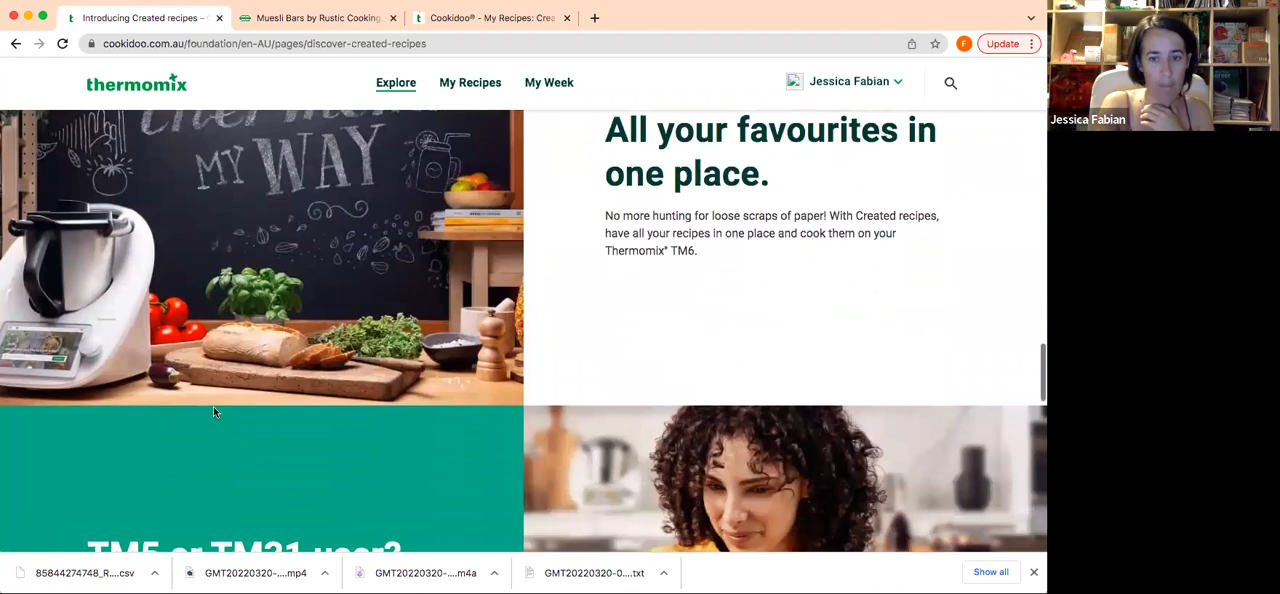 Introducing Created recipes –
Muesli Bars by Rustic Cooking.
Cookidoo® - My Recipes: Crea
cookidoo.com.au/foundation/en-AU/pages/discover-created-recipes
F
Update
thermomix
Explore
My Recipes
My Week
Jessica Fabian
Jessica Fabian
MY WAY
All your favourites in
one place.
No more hunting for loose scraps of paper! With Created recipes,
have all your recipes in one place and cook them on your
Thermomix® TM6.
TM5 or TM31 user?
85844274748_R....csv
GMT20220320-....mp4
GMT20220320-....m4a
GMT20220320-0....txt
Show all